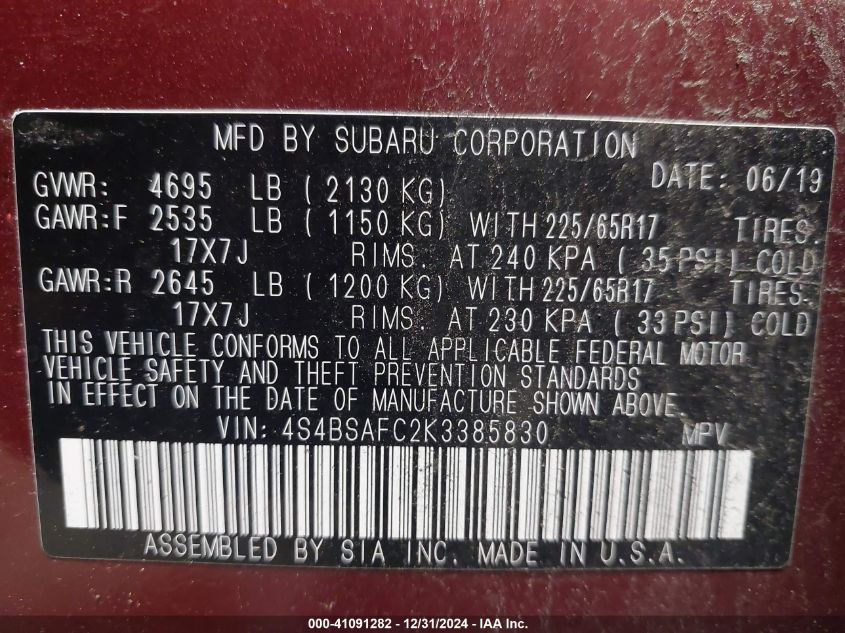 MFD BY SUBARU CORPORATION
DATE: 06/19
GVWR: 4695 LB ( 2130 KG)
GAWR:F 2535 LB ( 1150 KG) WITH 225/65R17 TIRES.
17X7J RIMS. AT 240 KPA ( 35 PSI) COLD
GAWR:R 2645 LB ( 1200 KG) WITH 225/65R17 TIRES.
17X7J RIMS. AT 230 KPA ( 33 PSI) COLD
THIS VEHICLE CONFORMS TO ALL APPLICABLE FEDERAL MOTOR
VEHICLE SAFETY AND THEFT PREVENTION STANDARDS
IN EFFECT ON THE DATE OF MANUFACTURE SHOWN ABOVE.
VIN: 4S4BSAFC2K3385830 MPV
ASSEMBLED BY SIA INC. MADE IN U.S.A.
000-41091282 - 12/31/2024 - IAA Inc.